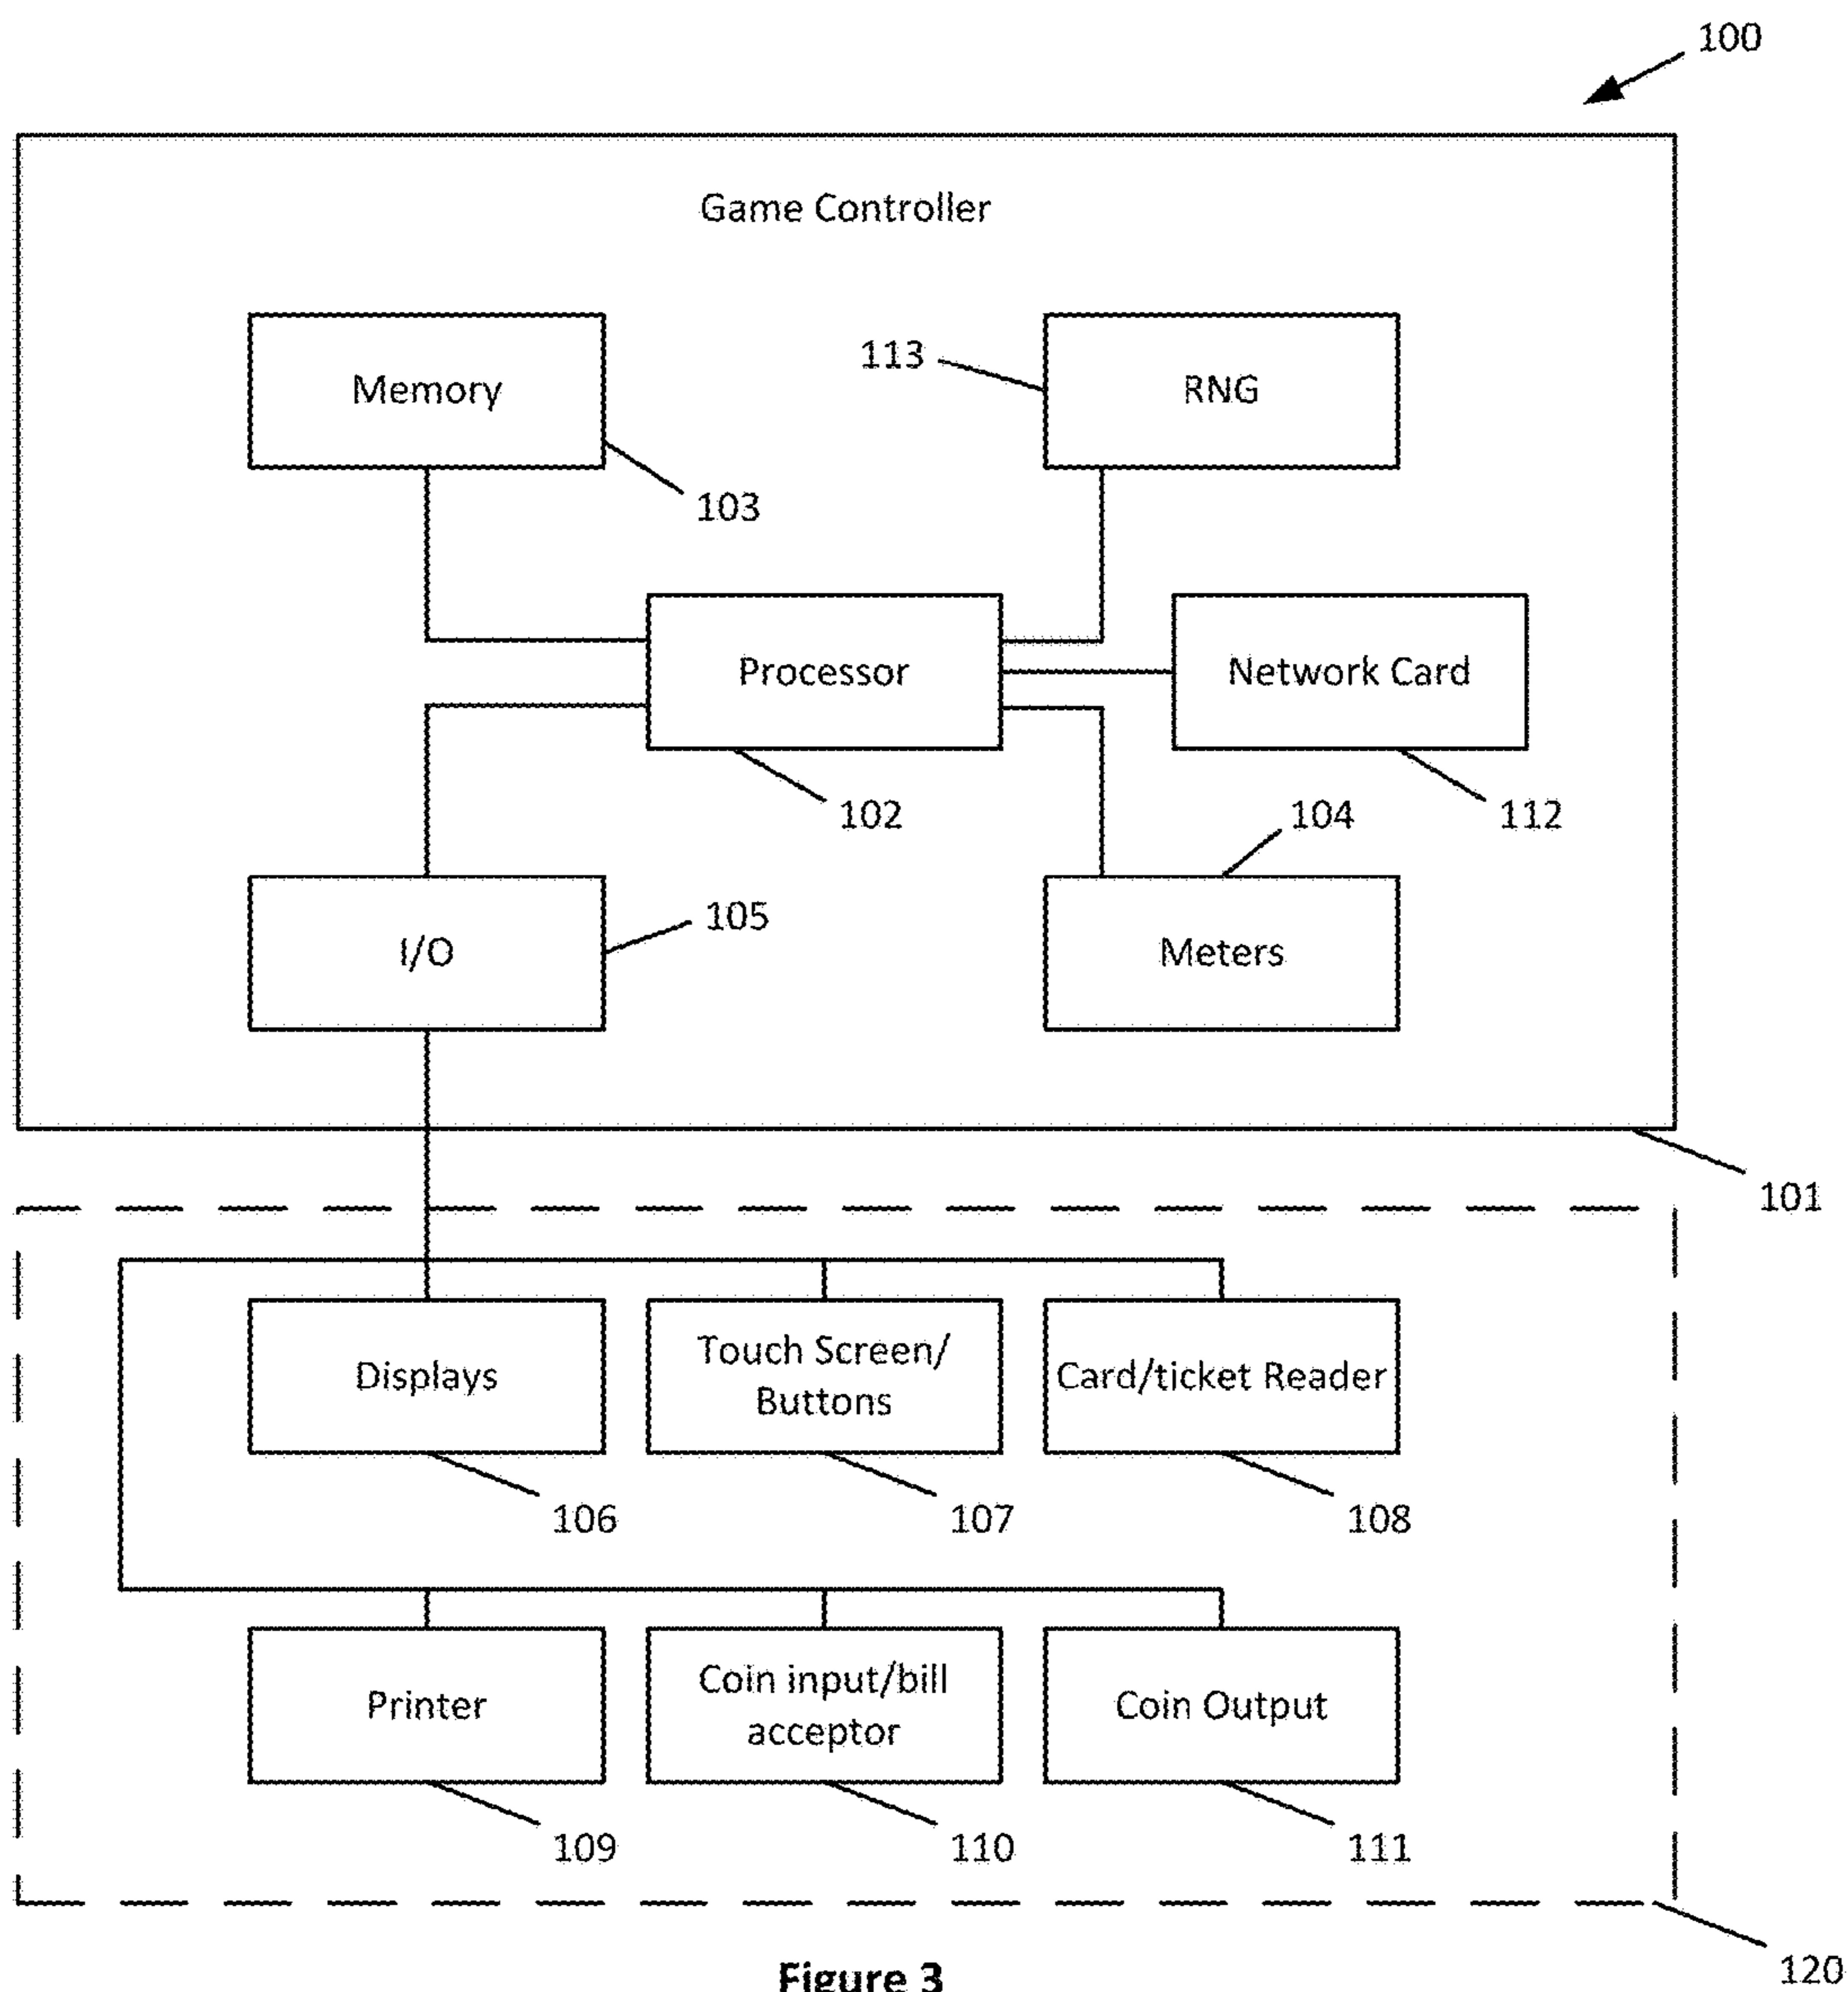 100
Game Controller
Memory
113
RNG
103
Processor
Network Card
102
104
112
I/O
105
Meters
101
Displays
Touch Screen/
Buttons
Card/ticket Reader
106
107
108
Printer
Coin input/bill
acceptor
Coin Output
109
110
111
120
Figure 3